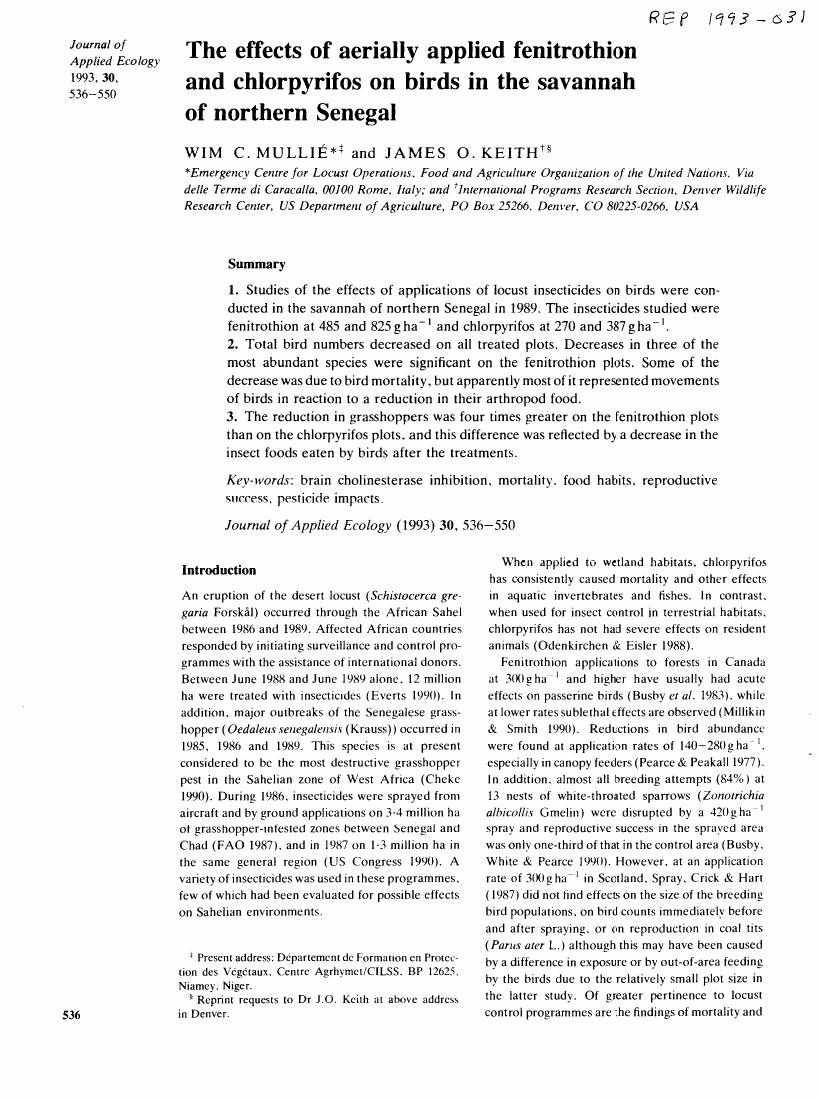 REP 1993-031
Journal of
Applied Ecology
1993, 30,
536–550
The effects of aerially applied fenitrothion
and chlorpyrifos on birds in the savannah
of northern Senegal
WIM C. MULLIÉ*‡ and JAMES O. KEITH†§
*Emergency Centre for Locust Operations, Food and Agriculture Organization of the United Nations, Via
delle Terme di Caracalla, 00100 Rome, Italy; and †International Programs Research Section, Denver Wildlife
Research Center, US Department of Agriculture, PO Box 25266, Denver, CO 80225-0266, USA
Summary
1. Studies of the effects of applications of locust insecticides on birds were con-
ducted in the savannah of northern Senegal in 1989. The insecticides studied were
fenitrothion at 485 and 825 g ha⁻¹ and chlorpyrifos at 270 and 387 g ha⁻¹.
2. Total bird numbers decreased on all treated plots. Decreases in three of the
most abundant species were significant on the fenitrothion plots. Some of the
decrease was due to bird mortality, but apparently most of it represented movements
of birds in reaction to a reduction in their arthropod food.
3. The reduction in grasshoppers was four times greater on the fenitrothion plots
than on the chlorpyrifos plots, and this difference was reflected by a decrease in the
insect foods eaten by birds after the treatments.
Key-words: brain cholinesterase inhibition, mortality, food habits, reproductive
success, pesticide impacts.
Journal of Applied Ecology (1993) 30, 536–550
Introduction
An eruption of the desert locust (Schistocerca gre-
garia Forskål) occurred through the African Sahel
between 1986 and 1989. Affected African countries
responded by initiating surveillance and control pro-
grammes with the assistance of international donors.
Between June 1988 and June 1989 alone, 12 million
ha were treated with insecticides (Everts 1990). In
addition, major outbreaks of the Senegalese grass-
hopper (Oedaleus senegalensis (Krauss)) occurred in
1985, 1986 and 1989. This species is at present
considered to be the most destructive grasshopper
pest in the Sahelian zone of West Africa (Cheke
1990). During 1986, insecticides were sprayed from
aircraft and by ground applications on 3·4 million ha
of grasshopper-infested zones between Senegal and
Chad (FAO 1987), and in 1987 on 1·3 million ha in
the same general region (US Congress 1990). A
variety of insecticides was used in these programmes,
few of which had been evaluated for possible effects
on Sahelian environments.
‡ Present address: Département de Formation en Protec-
tion des Végétaux, Centre Agrhymet/CILSS, BP 12625,
Niamey, Niger.
§ Reprint requests to Dr J.O. Keith at above address
in Denver.
536
When applied to wetland habitats, chlorpyrifos
has consistently caused mortality and other effects
in aquatic invertebrates and fishes. In contrast,
when used for insect control in terrestrial habitats,
chlorpyrifos has not had severe effects on resident
animals (Odenkirchen & Eisler 1988).
Fenitrothion applications to forests in Canada
at 300 g ha⁻¹ and higher have usually had acute
effects on passerine birds (Busby et al. 1983), while
at lower rates sublethal effects are observed (Millikin
& Smith 1990). Reductions in bird abundance
were found at application rates of 140–280 g ha⁻¹,
especially in canopy feeders (Pearce & Peakall 1977).
In addition, almost all breeding attempts (84%) at
13 nests of white-throated sparrows (Zonotrichia
albicollis Gmelin) were disrupted by a 420 g ha⁻¹
spray and reproductive success in the sprayed area
was only one-third of that in the control area (Busby,
White & Pearce 1990). However, at an application
rate of 300 g ha⁻¹ in Scotland, Spray, Crick & Hart
(1987) did not find effects on the size of the breeding
bird populations, on bird counts immediately before
and after spraying, or on reproduction in coal tits
(Parus ater L.) although this may have been caused
by a difference in exposure or by out-of-area feeding
by the birds due to the relatively small plot size in
the latter study. Of greater pertinence to locust
control programmes are the findings of mortality and